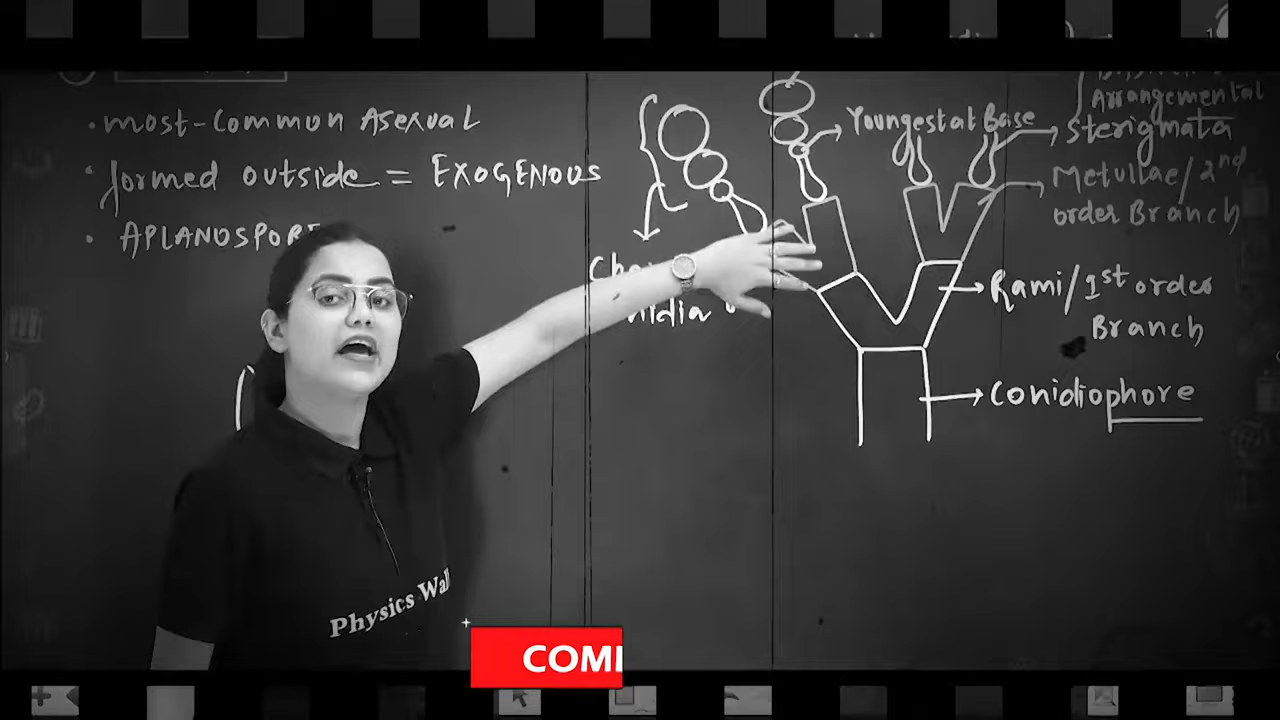 • most-common Asexual
• formed outside = EXOGENOUS
• APLANOSPORE
Youngest at Base
Arrangemental
Sterigmata
Metullae/2nd
order Branch
Rami/1st order
Branch
Conidiophore
Physics Wal
COMI